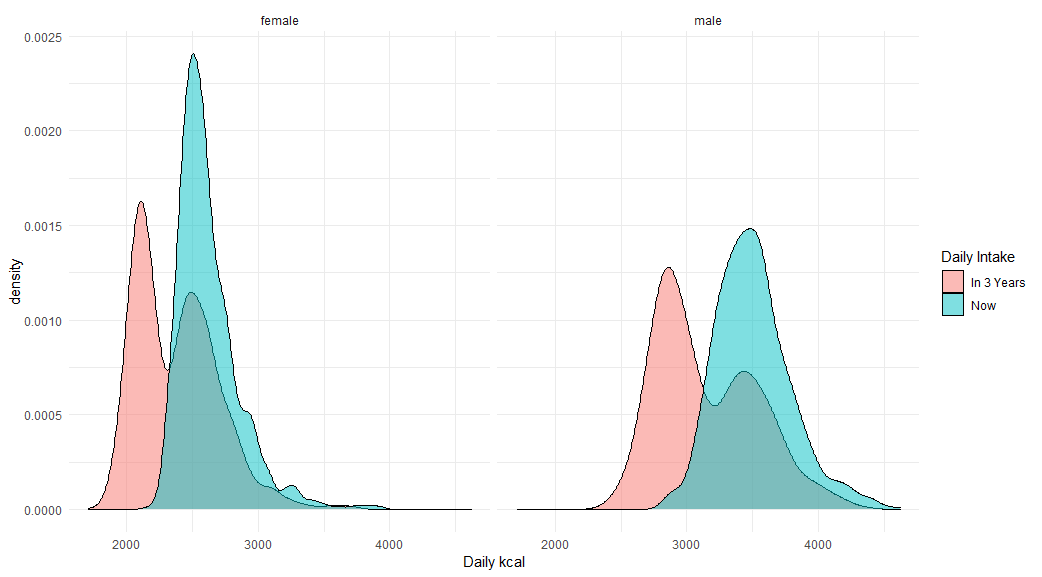 female
male
0.0025
0.0020
0.0015
0.0010
0.0005
0.0000
density
2000
3000
4000
2000
3000
4000
Daily kcal
Daily Intake
In 3 Years
Now